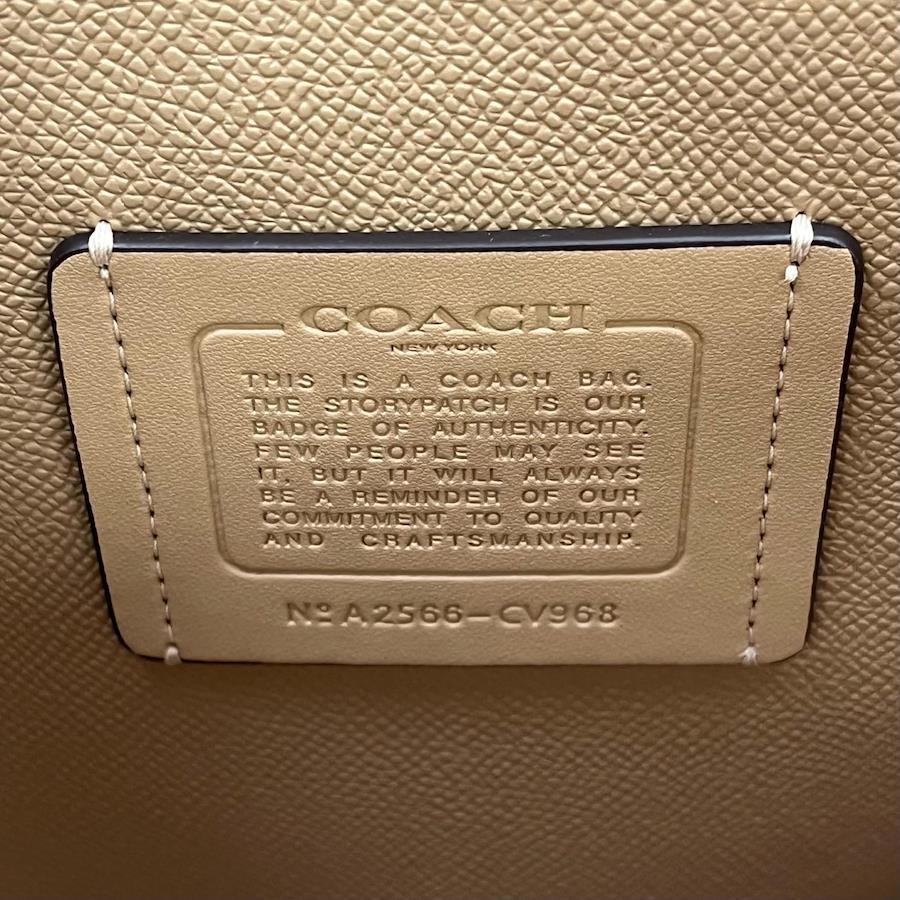 COACH
NEW YORK
THIS IS A COACH BAG.
THE STORYPATCH IS OUR
BADGE OF AUTHENTICITY.
FEW PEOPLE MAY SEE
IT, BUT IT WILL ALWAYS
BE A REMINDER OF OUR
COMMITMENT TO QUALITY
AND CRAFTSMANSHIP.
Nº A2566-CV968